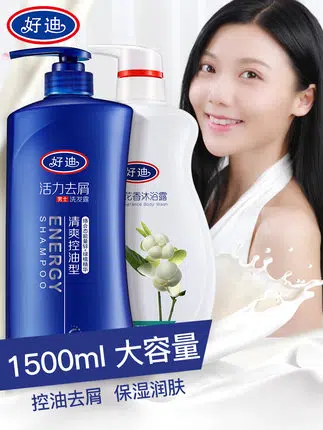 好迪
好迪
活力去屑
男士 洗发露
ENERGY
SHAMPOO
清爽控油型
好迪
花香沐浴露
Body Wash
1500ml 大容量
控油去屑 保湿润肤